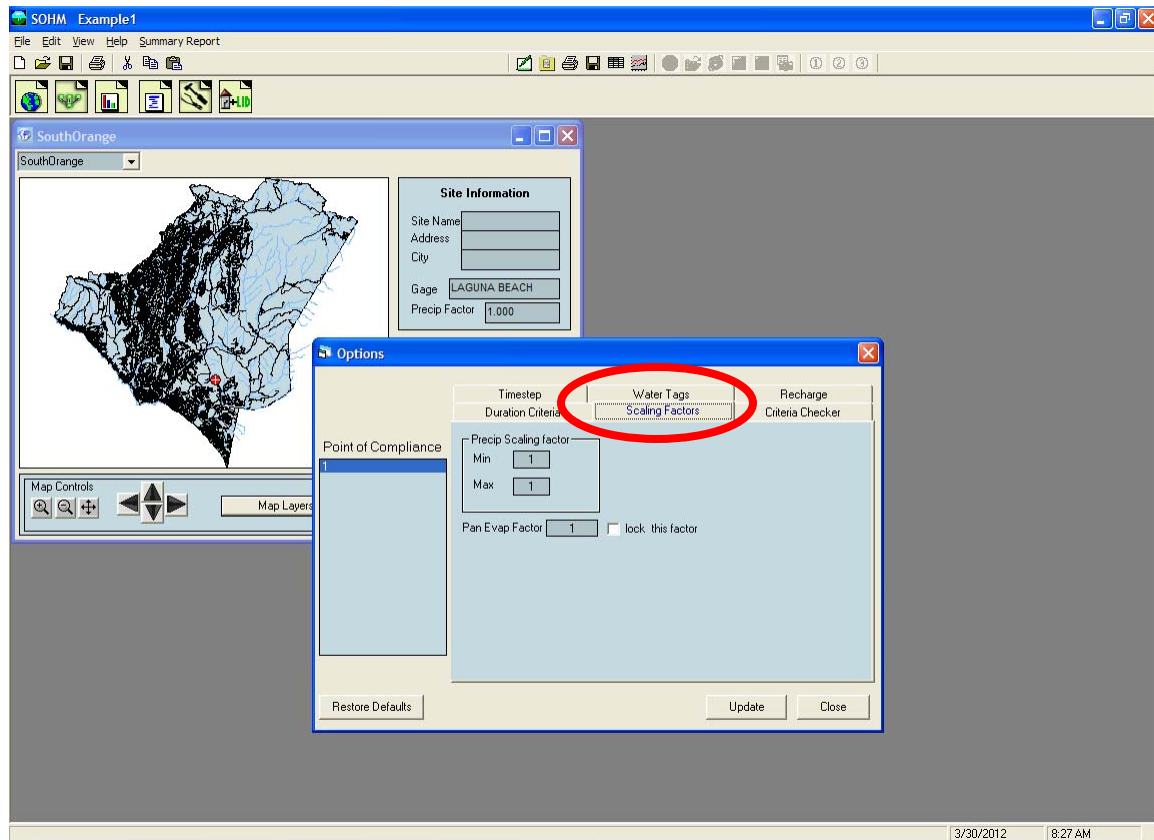 SOHM Example1
File Edit View Help Summary Report
+LID
SouthOrange
SouthOrange
Site Information
Site Name
Address
City
Gage LAGUNA BEACH
Precip Factor 1.000
Map Controls
Map Layers
Options
Timestep Water Tags Recharge
Duration Criteria Scaling Factors Criteria Checker
Point of Compliance
1
Precip Scaling factor
Min 1
Max 1
Pan Evap Factor 1 lock this factor
Restore Defaults Update Close
3/30/2012 8:27 AM